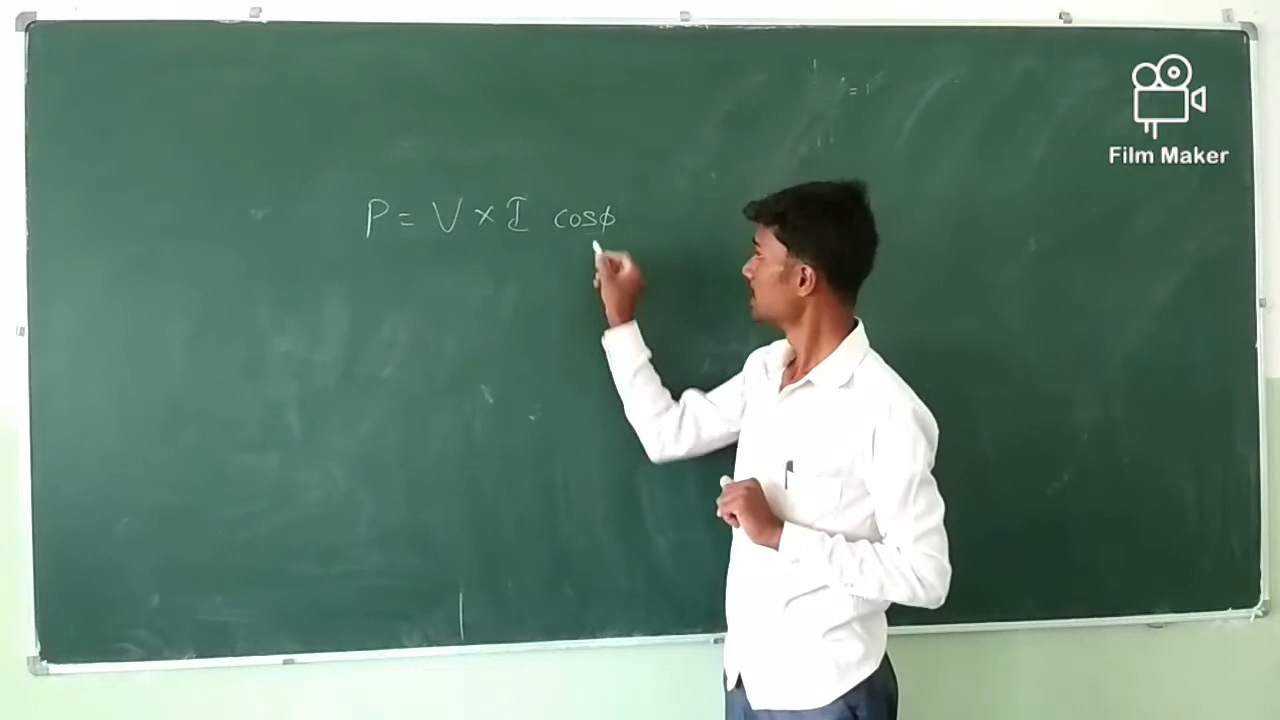 Film Maker
P = V × I cosφ